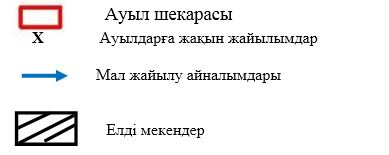 Ауыл шекарасы
X Ауылдарға жақын жайылымдар
Мал жайылу айналымдары
Елді мекендер